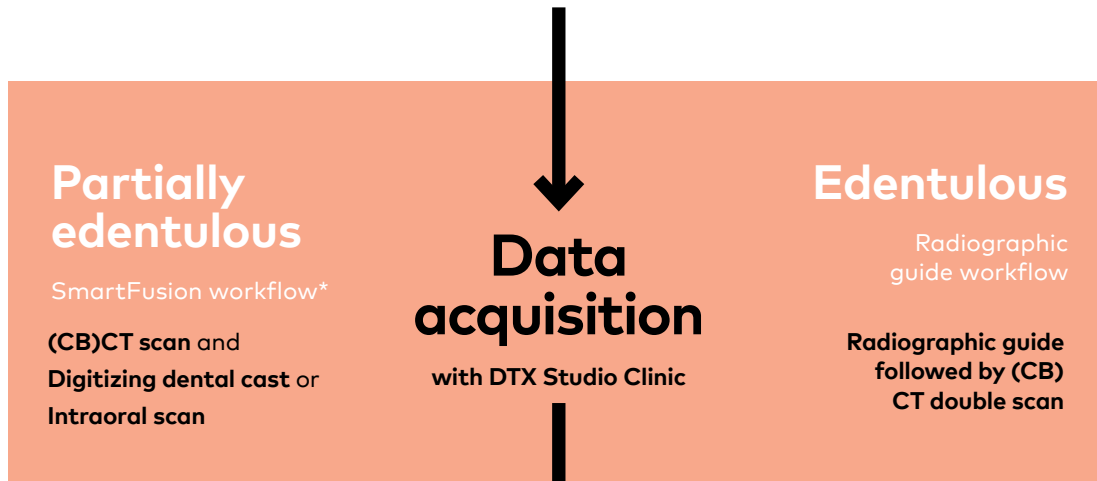 Partially
edentulous
SmartFusion workflow*
(CB)CT scan and
Digitizing dental cast or
Intraoral scan
Data
acquisition
with DTX Studio Clinic
Edentulous
Radiographic
guide workflow
Radiographic guide
followed by (CB)
CT double scan